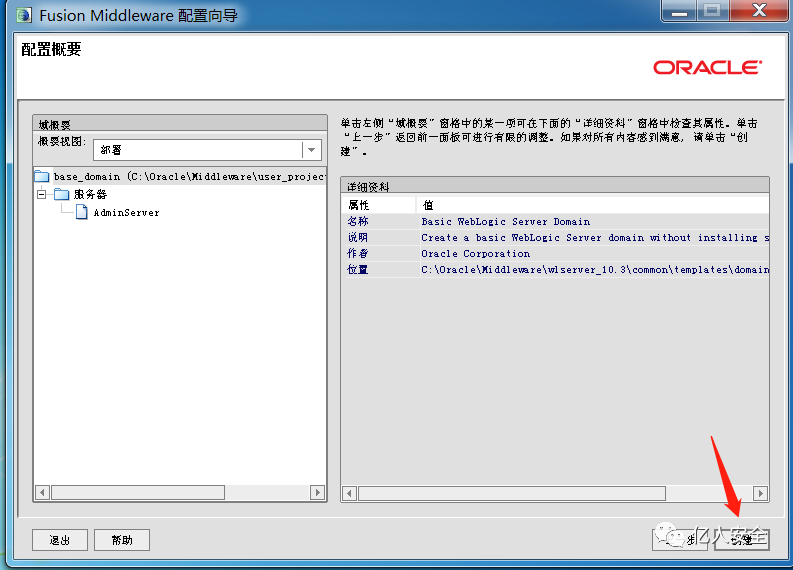 Fusion Middleware 配置向导
配置概要
ORACLE
域概要
概要视图:
部署
base_domain (C:\Oracle\Middleware\user_project
服务器
AdminServer
单击左侧“域概要”窗格中的某一项可在下面的“详细资料”窗格中检查其属性。单击
“上一步”返回前一面板可进行有限的调整。如果对所有内容感到满意, 请单击“创
建”。
详细资料
属性 值
名称 Basic WebLogic Server Domain
说明 Create a basic WebLogic Server domain without installing s
作者 Oracle Corporation
位置 C:\Oracle\Middleware\wlserver_10.3\common\templates\domain
退出 帮助
亿人安全